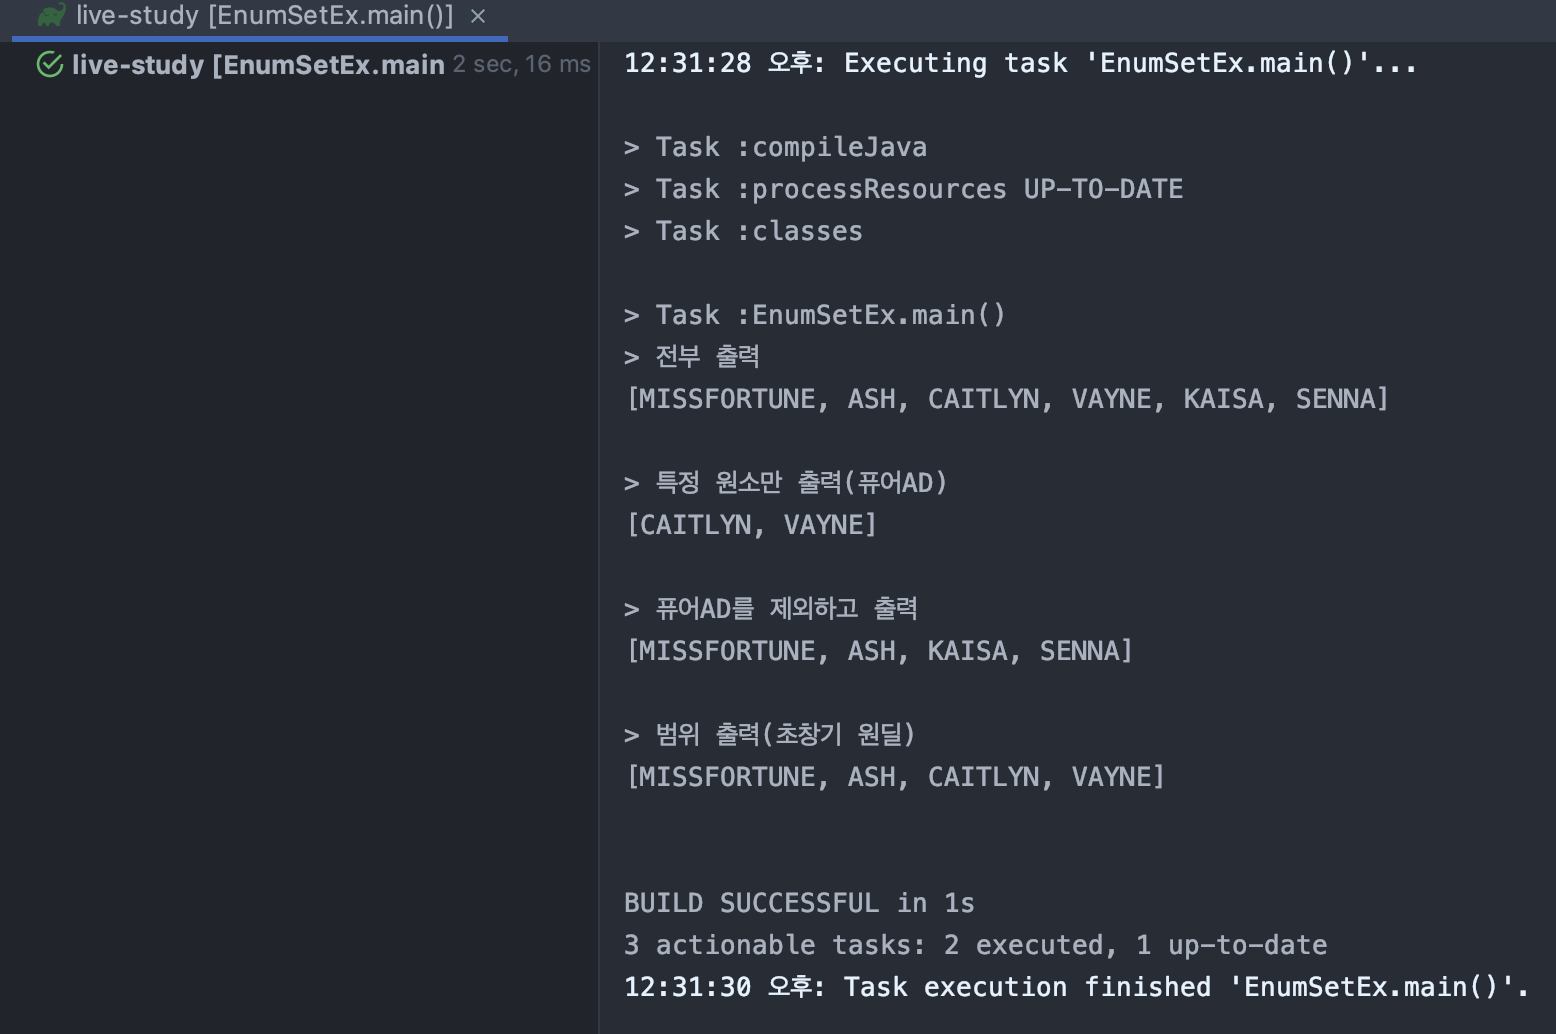 live-study [EnumSetEx.main()] ×
live-study [EnumSetEx.main 2 sec, 16 ms
12:31:28 오후: Executing task 'EnumSetEx.main()'...
> Task :compileJava
> Task :processResources UP-TO-DATE
> Task :classes
> Task :EnumSetEx.main()
> 전부 출력
[MISSFORTUNE, ASH, CAITLYN, VAYNE, KAISA, SENNA]
> 특정 원소만 출력(퓨어AD)
[CAITLYN, VAYNE]
> 퓨어AD를 제외하고 출력
[MISSFORTUNE, ASH, KAISA, SENNA]
> 범위 출력(초창기 원딜)
[MISSFORTUNE, ASH, CAITLYN, VAYNE]
BUILD SUCCESSFUL in 1s
3 actionable tasks: 2 executed, 1 up-to-date
12:31:30 오후: Task execution finished 'EnumSetEx.main()'.